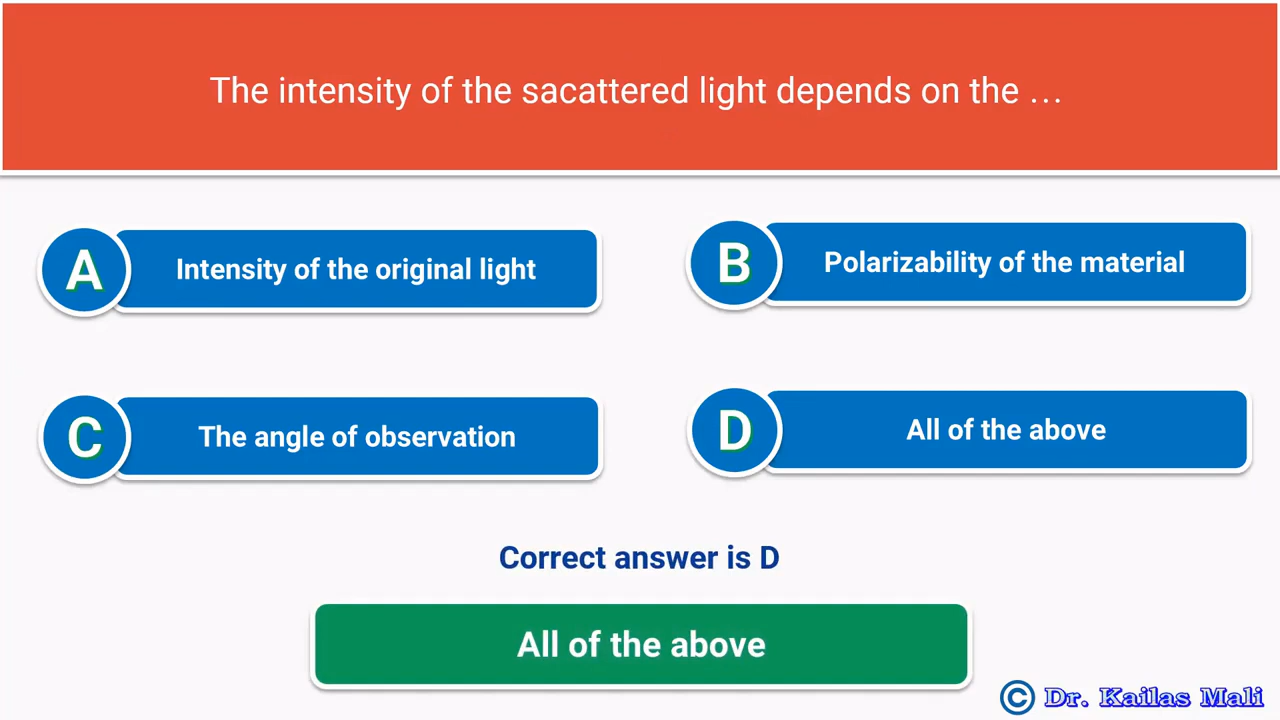 The intensity of the sacattered light depends on the ...
A Intensity of the original light
B Polarizability of the material
C The angle of observation
D All of the above
Correct answer is D
All of the above
© Dr. Kailas Mali